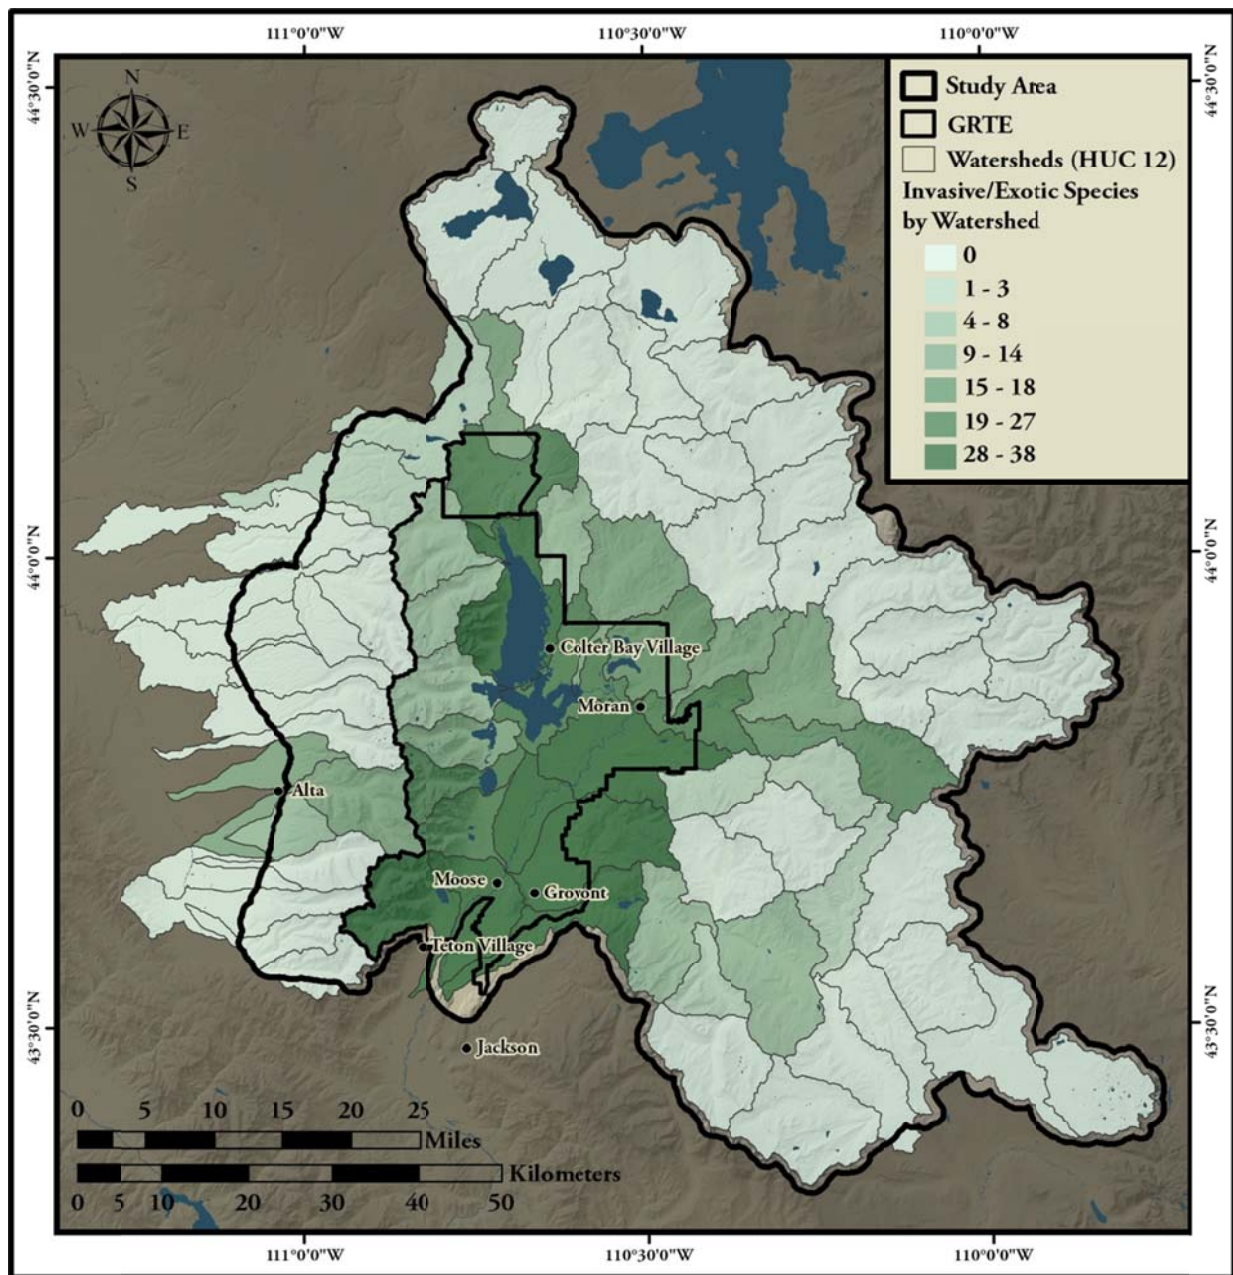 111°0'0"W 110°30'0"W 110°0'0"W
44°30'0"N
44°30'0"N
N
W E
S
Study Area
GRTE
Watersheds (HUC 12)
Invasive/Exotic Species
by Watershed
0
1 - 3
4 - 8
9 - 14
15 - 18
19 - 27
28 - 38
44°0'0"N
44°0'0"N
Colter Bay Village
Moran
Alta
Moose
Grovont
Teton Village
43°30'0"N
43°30'0"N
Jackson
0 5 10 15 20 25
Miles
Kilometers
0 5 10 20 30 40 50
111°0'0"W 110°30'0"W 110°0'0"W